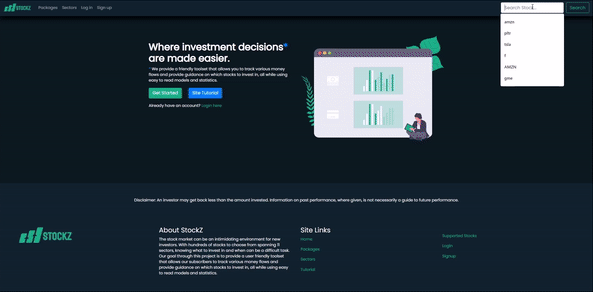 STOCKZ
Packages Sectors Log In Sign up
Search Stock..
Search
amzn
pltr
tsla
f
AMZN
gme
Where investment decisions
are made easier.
We provide a friendly toolset that allows you to track various money
flows and provide guidance on which stocks to invest in, all while using
easy to read models and statistics.
Get Started Site Tutorial
Already have an account? Login here
Disclaimer: An investor may get back less than the amount invested. Information on past performance, where given, is not necessarily a guide to future performance.
STOCKZ
About StockZ
The stock market can be an intimidating environment for new
investors. With hundreds of stocks to choose from spanning 11
sectors, knowing what to invest in and when can be a difficult task.
Our goal through this project is to provide a user friendly toolset
that allows our subscribers to track various money flows and
provide guidance on which stocks to invest in, all while using easy
to read models and statistics.
Site Links
Home
Packages
Sectors
Tutorial
Supported Stocks
Login
Signup